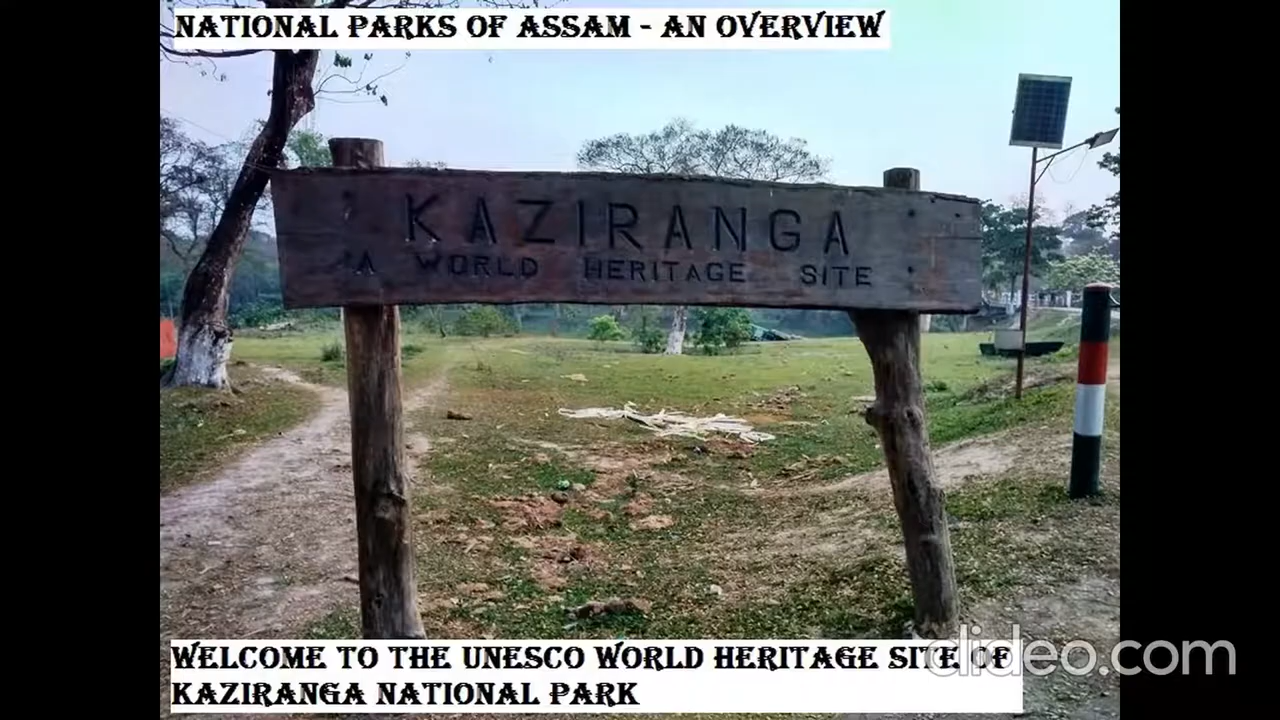 NATIONAL PARKS OF ASSAM - AN OVERVIEW
KAZIRANGA
A WORLD HERITAGE SITE
WELCOME TO THE UNESCO WORLD HERITAGE SITE OF
KAZIRANGA NATIONAL PARK
clideo.com